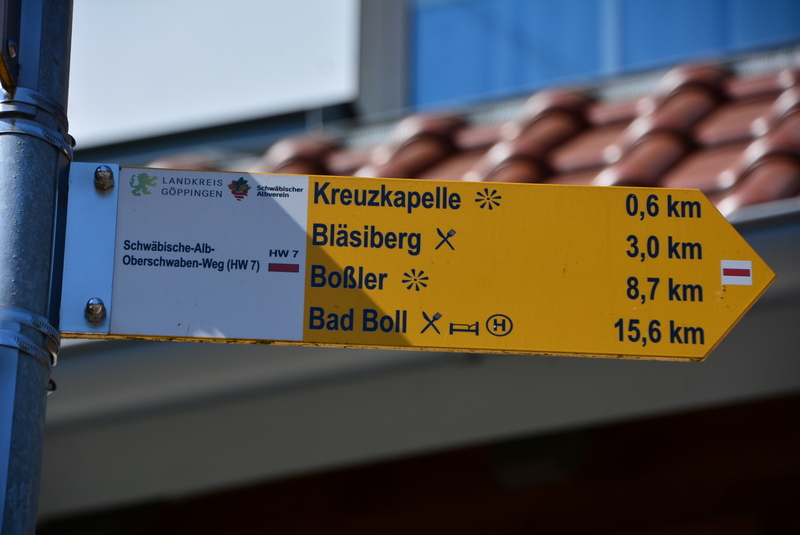 LANDKREIS
GÖPPINGEN
Schwäbischer
Albverein
Schwäbische-Alb-
Oberschwaben-Weg (HW 7)
HW 7
Kreuzkapelle 0,6 km
Bläsiberg 3,0 km
Boßler 8,7 km
Bad Boll H 15,6 km